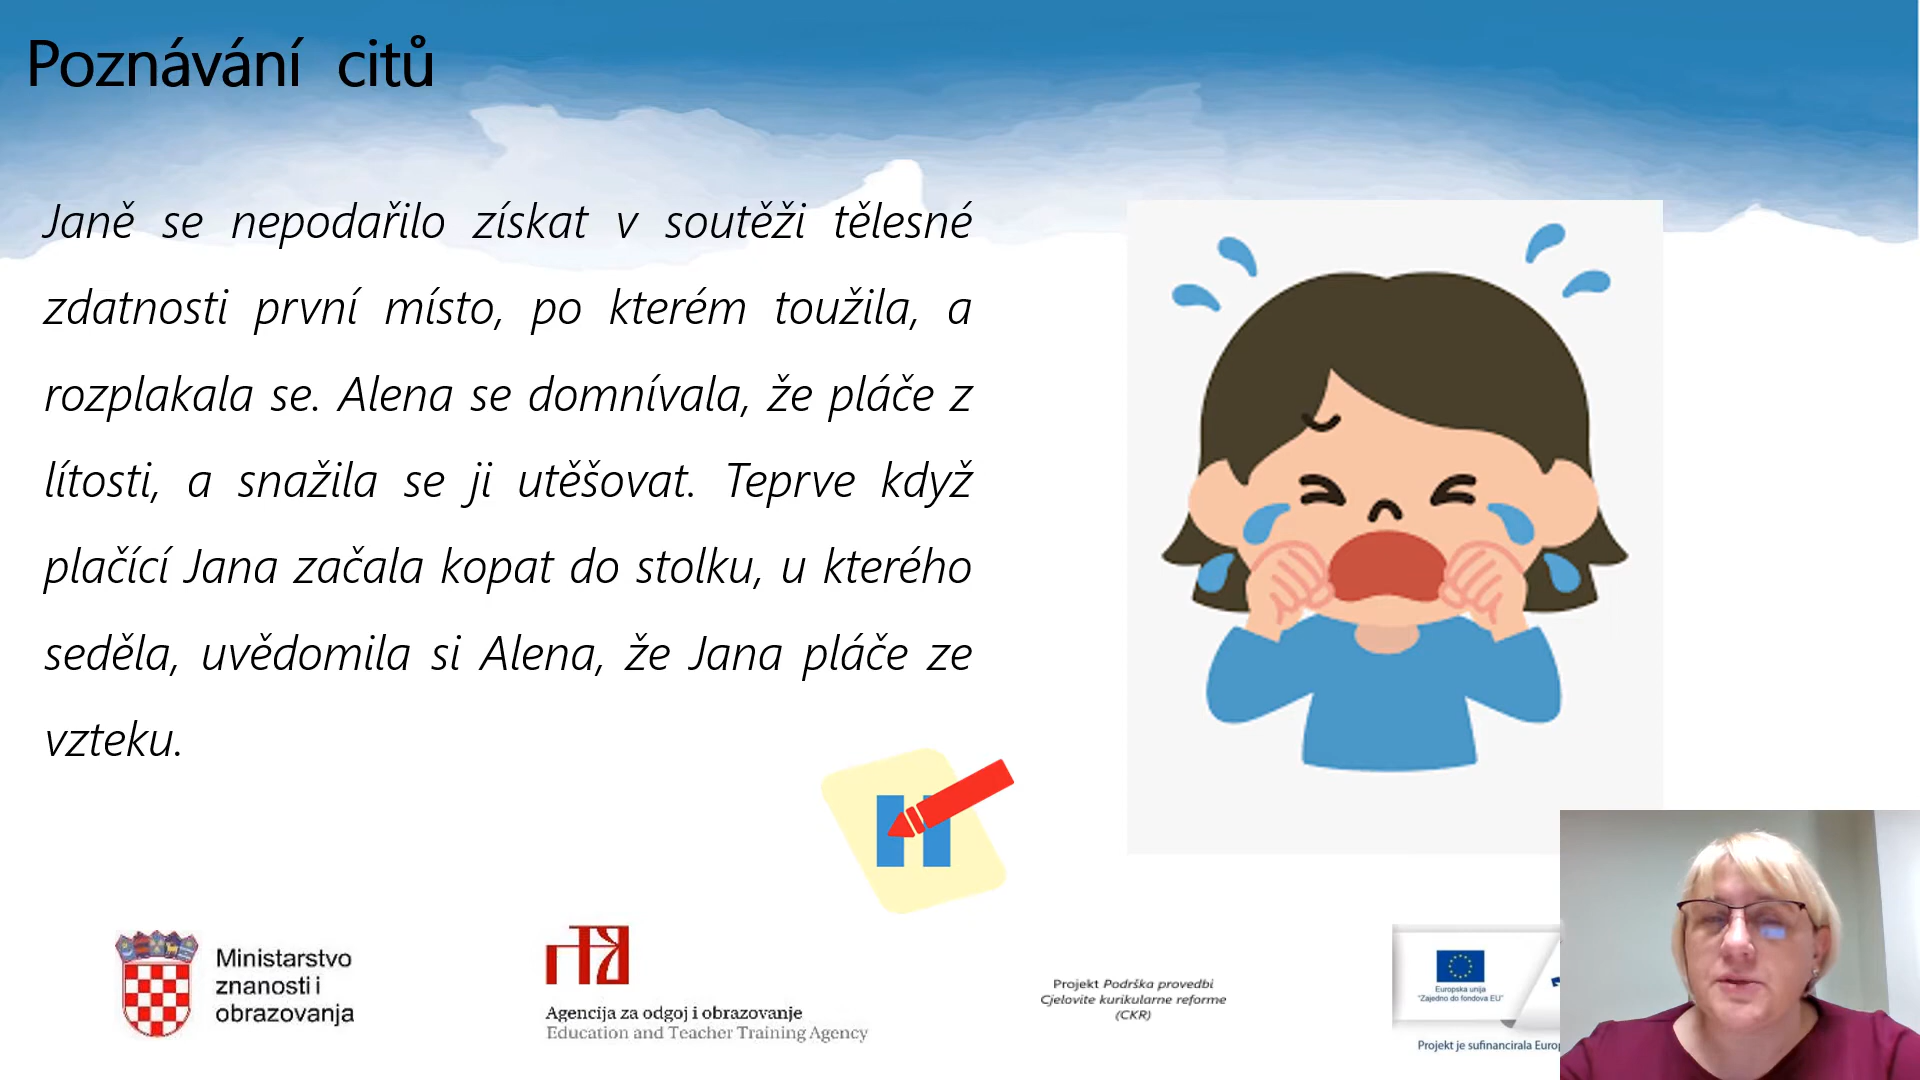 Poznávání citů
Janě se nepodařilo získat v soutěži tělesné
zdatnosti první místo, po kterém toužila, a
rozplakala se. Alena se domnívala, že pláče z
lítosti, a snažila se ji utěšovat. Teprve když
plačící Jana začala kopat do stolku, u kterého
seděla, uvědomila si Alena, že Jana pláče ze
vzteku.
Ministarstvo
znanosti i
obrazovanja
Agencija za odgoj i obrazovanje
Education and Teacher Training Agency
Projekt Podrška provedbi
Cjelovite kurikularne reforme
(CKR)
Europska unija
"Zajedno do fondova EU"
Projekt je sufinancirala